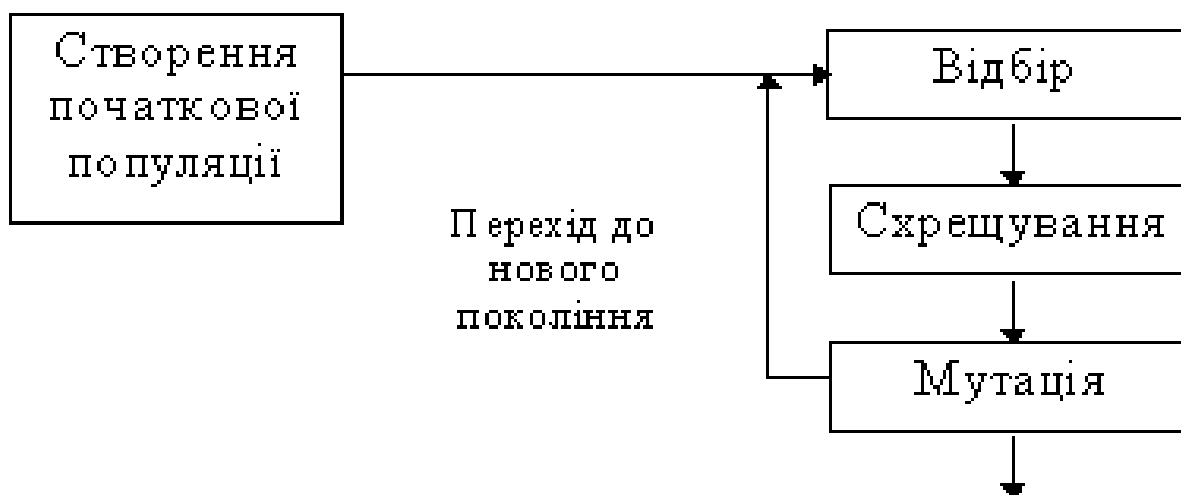 Створення
початкової
популяції
Відбір
Схрещування
Перехід до
нового
покоління
Мутація